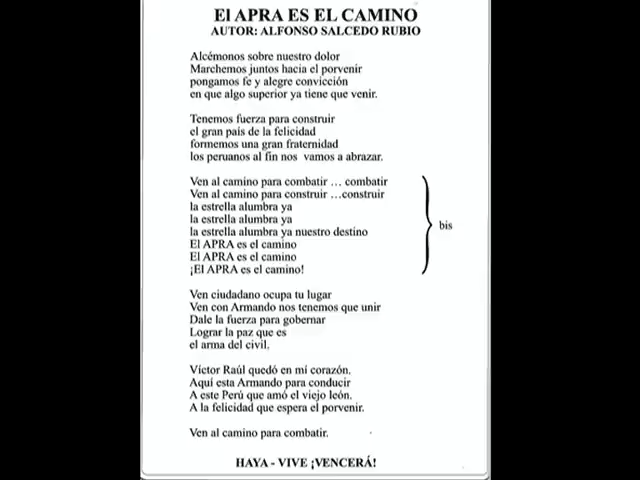 El APRA ES EL CAMINO
AUTOR: ALFONSO SALCEDO RUBIO
Alcémonos sobre nuestro dolor
Marchemos juntos hacia el porvenir
pongamos fe y alegre convicción
en que algo superior ya tiene que venir.
Tenemos fuerza para construir
el gran pais de la felicidad
formemos una gran fraternidad
los peruanos al fin nos vamos a abrazar.
Ven al camino para combatir ... combatir
Ven al camino para construir ...construir
la estrella alumbra ya
la estrella alumbra ya
la estrella alumbra ya nuestro destino
El APRA es el camino
El APRA es el camino
¡El APRA es el camino!
bis
Ven ciudadano ocupa tu lugar
Ven con Armando nos tenemos que unir
Dale la fuerza para gobernar
Lograr la paz que es
el arma del civil.
Víctor Raúl quedó en mí corazón.
Aquí esta Armando para conducir
A este Perú que amó el viejo león.
A la felicidad que espera el porvenir.
Ven al camino para combatir.
HAYA - VIVE ¡VENCERÁ!